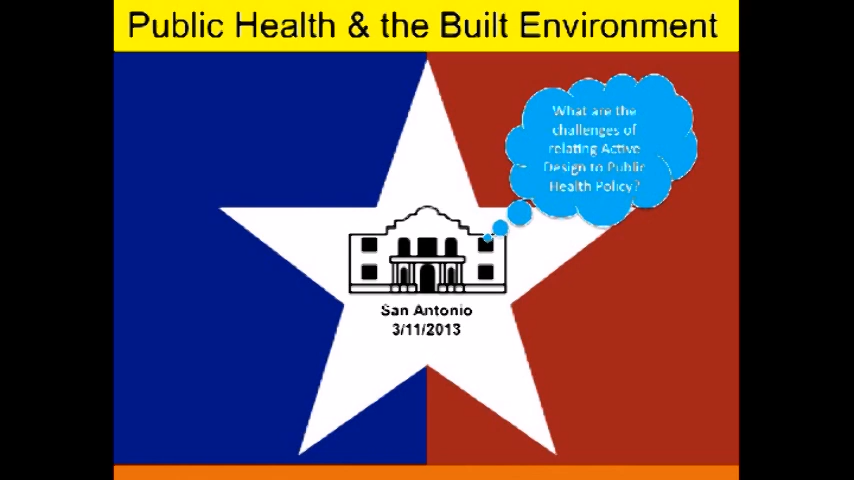 Public Health & the Built Environment
What are the
challenges of
relating Active
Design to Public
Health Policy?
San Antonio
3/11/2013